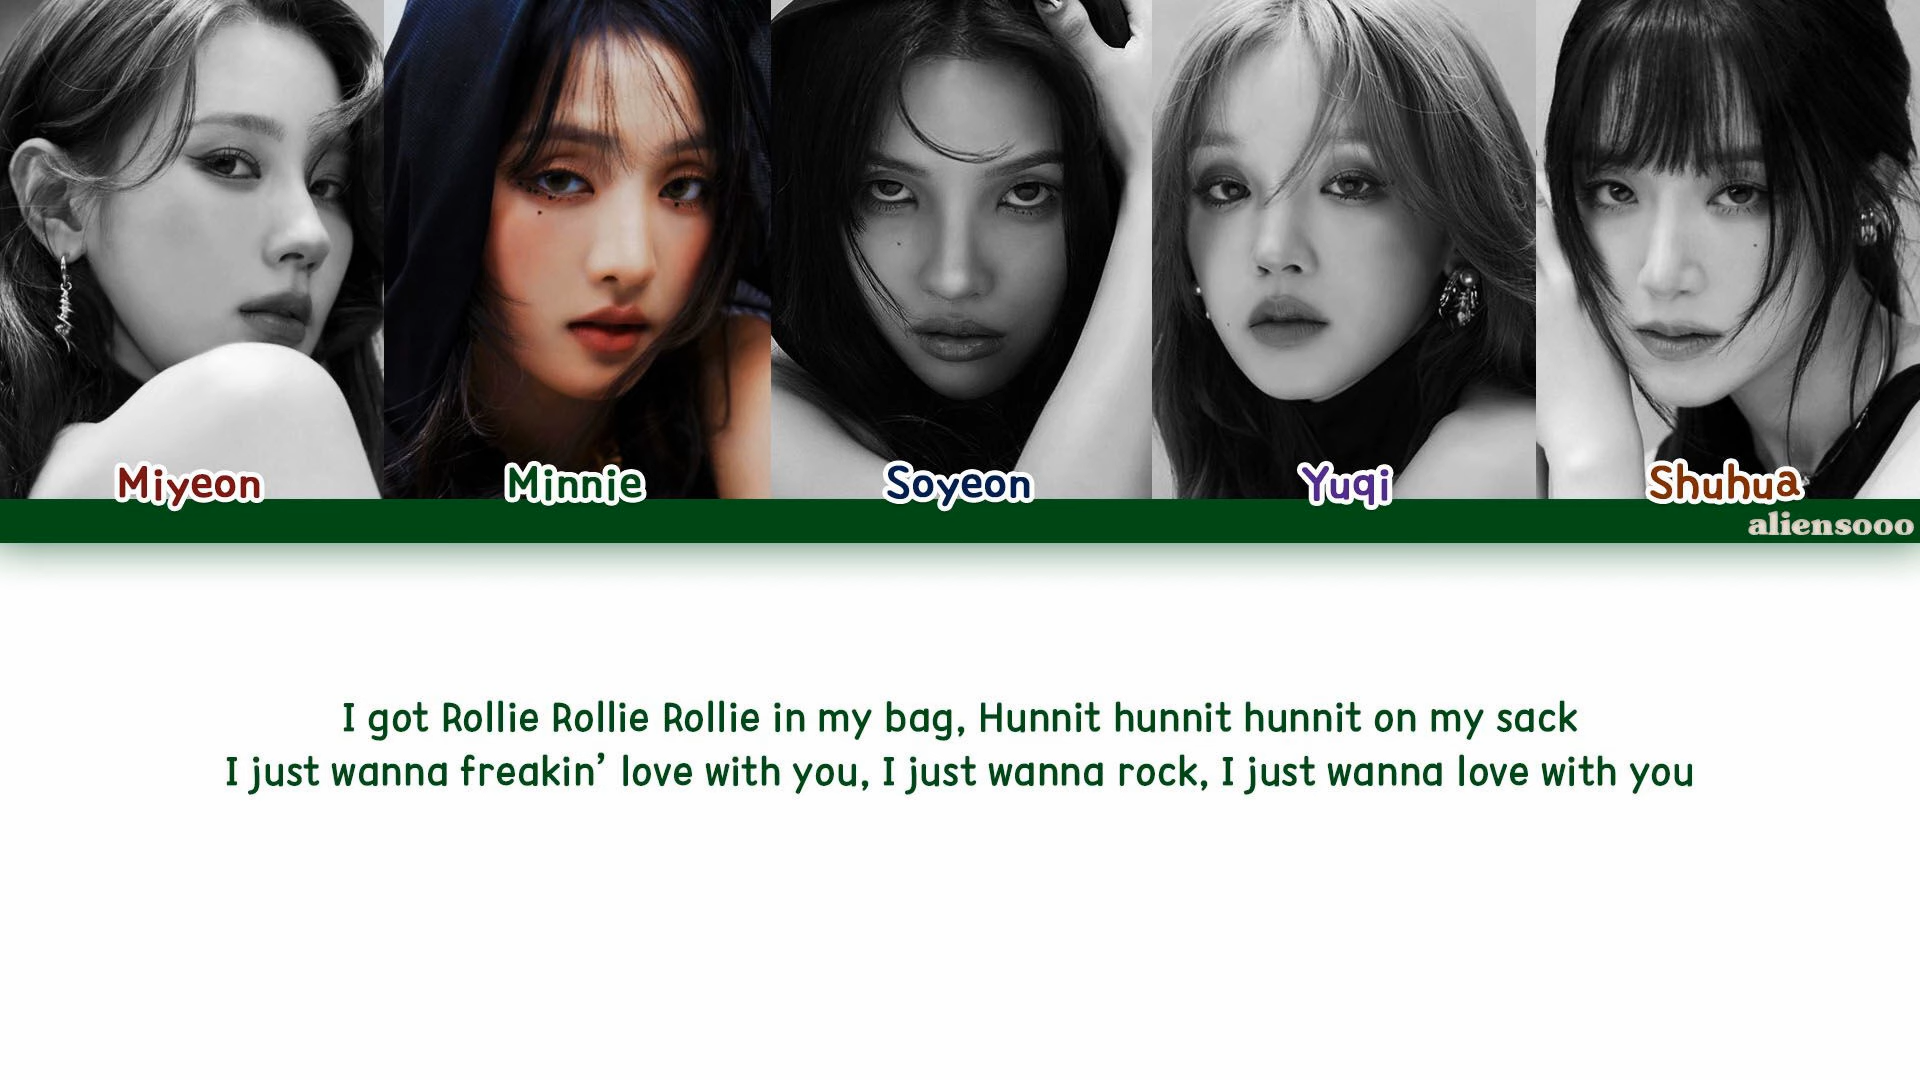 Miyeon
Minnie
Soyeon
Yuqi
Shuhua
aliensooo
I got Rollie Rollie Rollie in my bag, Hunnit hunnit hunnit on my sack
I just wanna freakin’ love with you, I just wanna rock, I just wanna love with you